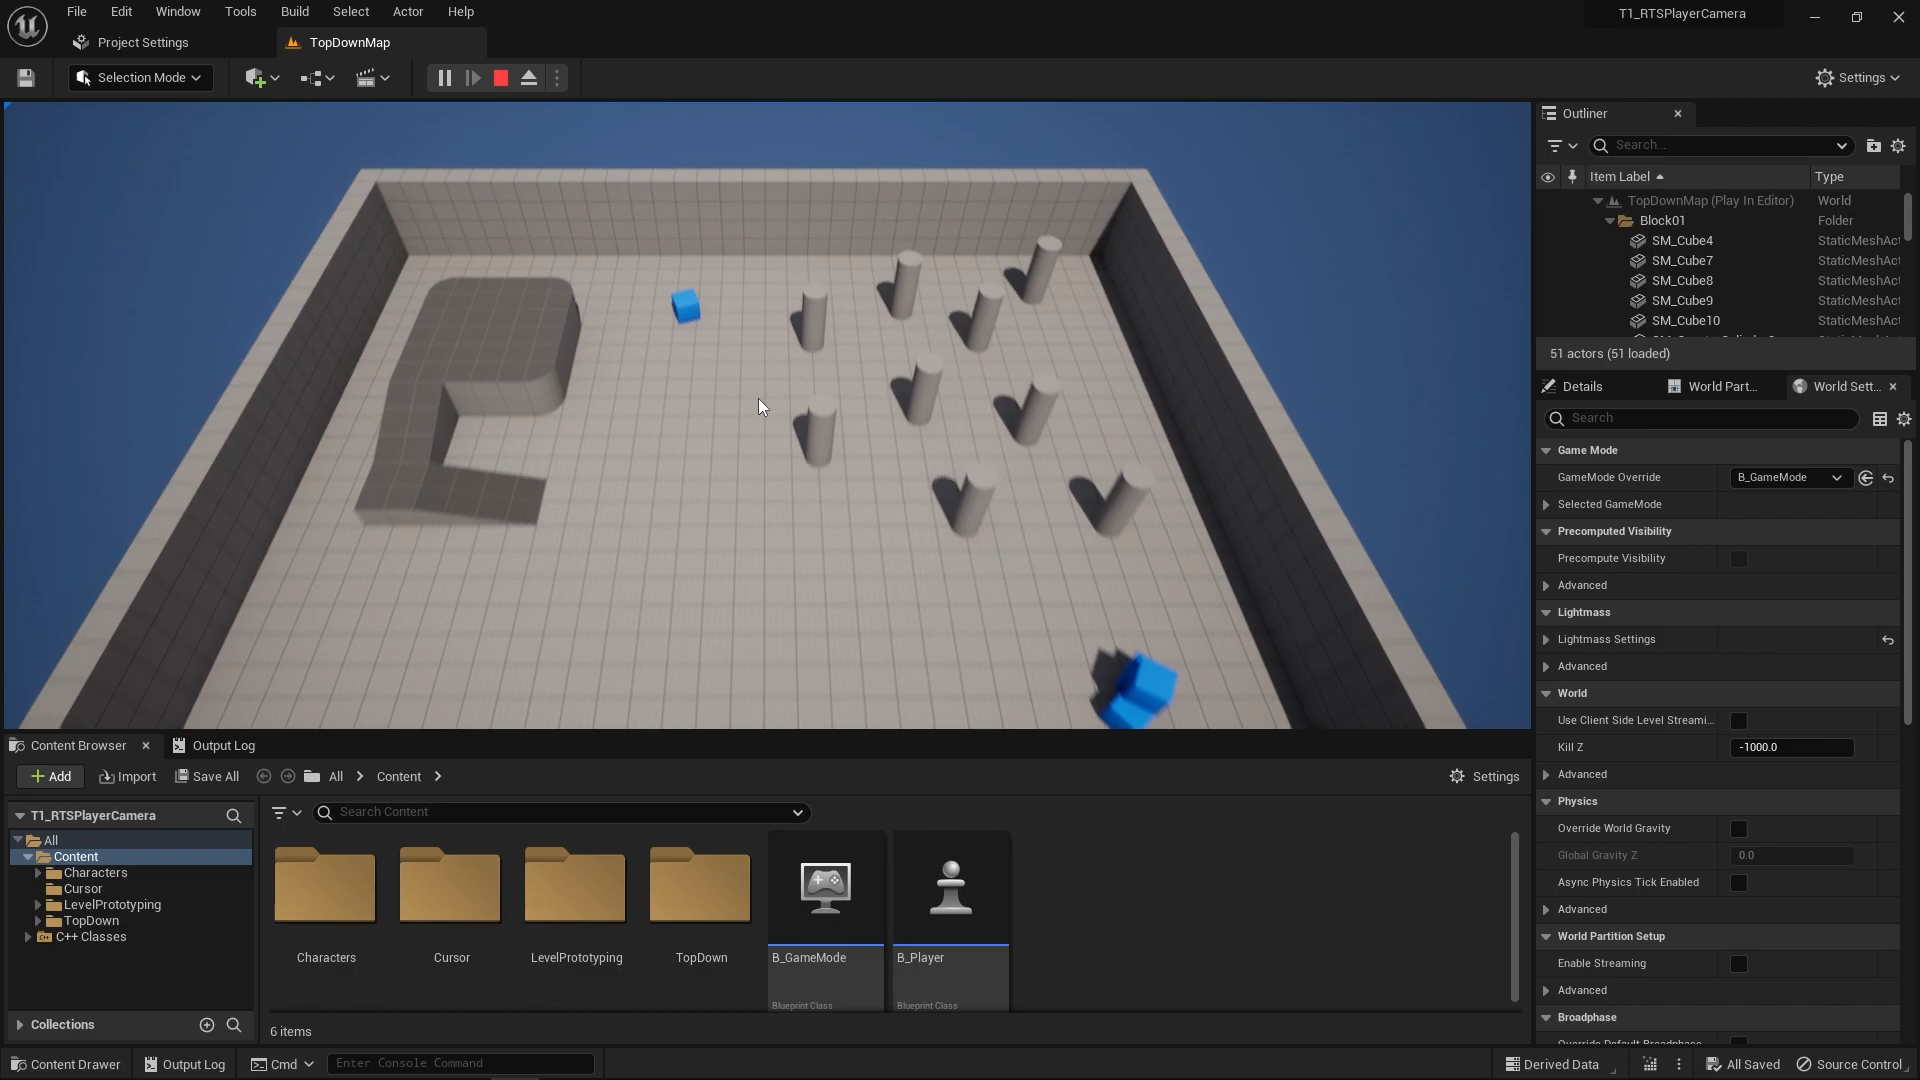 File Edit Window Tools Build Select Actor Help
T1_RTSPlayerCamera
Project Settings
TopDownMap
Selection Mode
Settings
Outliner
Search...
Item Label
Type
TopDownMap (Play In Editor) World
Block01 Folder
SM_Cube4 StaticMeshAct
SM_Cube7 StaticMeshAct
SM_Cube8 StaticMeshAct
SM_Cube9 StaticMeshAct
SM_Cube10 StaticMeshAct
51 actors (51 loaded)
Details
World Part...
World Sett...
Search
Game Mode
GameMode Override B_GameMode
Selected GameMode
Precomputed Visibility
Precompute Visibility
Advanced
Lightmass
Lightmass Settings
Advanced
World
Use Client Side Level Streami...
Kill Z -1000.0
Advanced
Physics
Override World Gravity
Global Gravity Z 0.0
Async Physics Tick Enabled
Advanced
World Partition Setup
Enable Streaming
Advanced
Broadphase
Content Browser
Output Log
Add Import Save All All Content
Settings
T1_RTSPlayerCamera
All
Content
Characters
Cursor
LevelPrototyping
TopDown
C++ Classes
Collections
Search Content
Characters
Cursor
LevelPrototyping
TopDown
B_GameMode
Blueprint Class
B_Player
Blueprint Class
6 items
Content Drawer
Output Log
Cmd
Enter Console Command
Derived Data
All Saved
Source Control